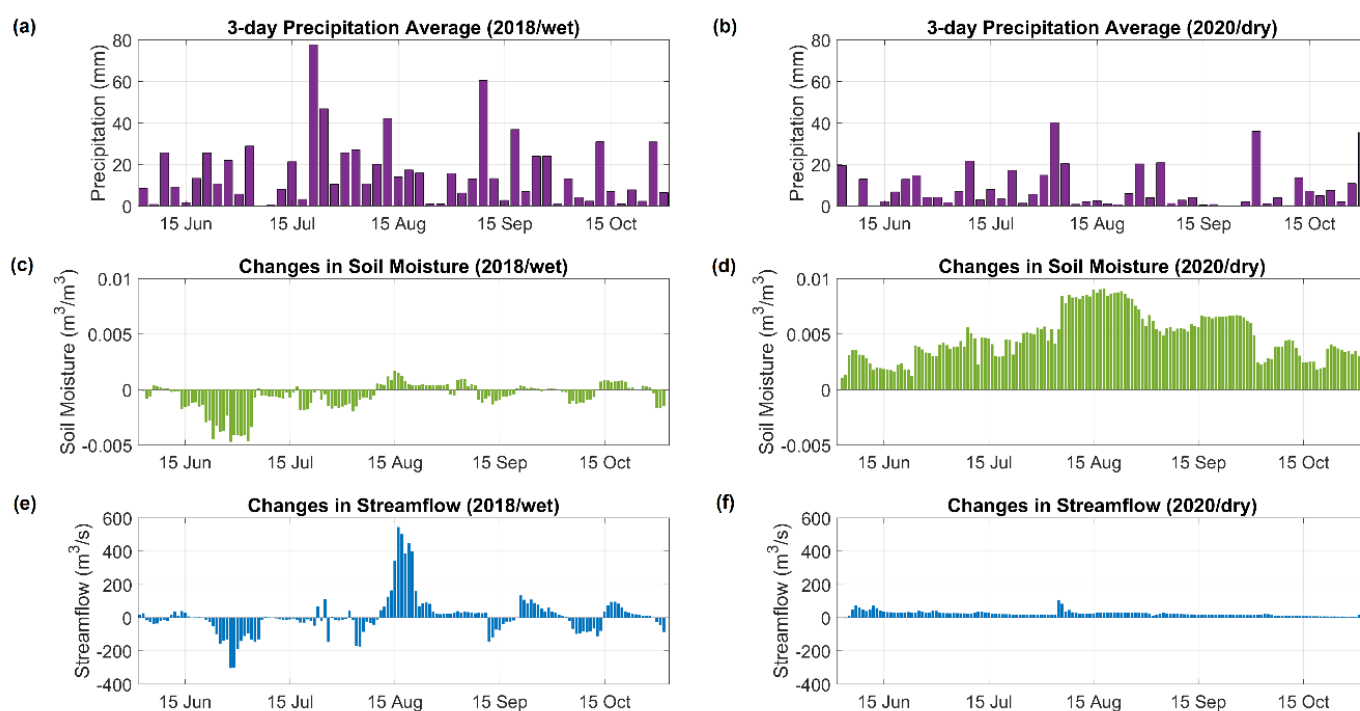 (a)
3-day Precipitation Average (2018/wet)
Precipitation (mm)
80
60
40
20
0
15 Jun
15 Jul
15 Aug
15 Sep
15 Oct
(b)
3-day Precipitation Average (2020/dry)
Precipitation (mm)
80
60
40
20
0
15 Jun
15 Jul
15 Aug
15 Sep
15 Oct
(c)
Changes in Soil Moisture (2018/wet)
Soil Moisture (m³/m³)
0.01
0.005
0
-0.005
15 Jun
15 Jul
15 Aug
15 Sep
15 Oct
(d)
Changes in Soil Moisture (2020/dry)
Soil Moisture (m³/m³)
0.01
0.005
0
-0.005
15 Jun
15 Jul
15 Aug
15 Sep
15 Oct
(e)
Changes in Streamflow (2018/wet)
Streamflow (m³/s)
600
400
200
0
-200
-400
15 Jun
15 Jul
15 Aug
15 Sep
15 Oct
(f)
Changes in Streamflow (2020/dry)
Streamflow (m³/s)
600
400
200
0
-200
-400
15 Jun
15 Jul
15 Aug
15 Sep
15 Oct